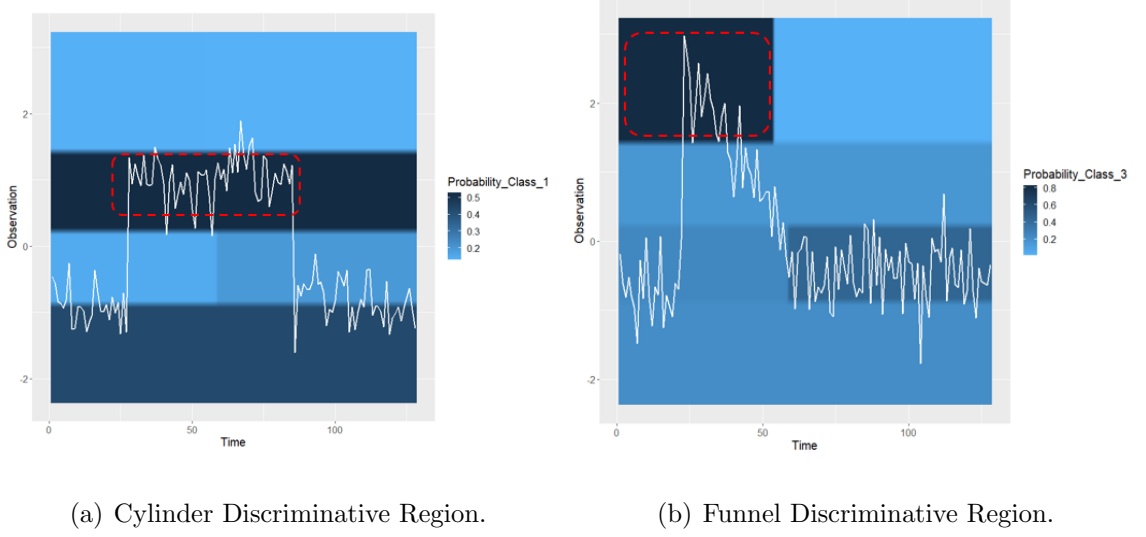 2
0
-2
Observation
0
50
100
Time
Probability_Class_1
0.5
0.4
0.3
0.2
2
0
-2
Observation
0
50
100
Time
Probability_Class_3
0.8
0.6
0.4
0.2
(a) Cylinder Discriminative Region.
(b) Funnel Discriminative Region.